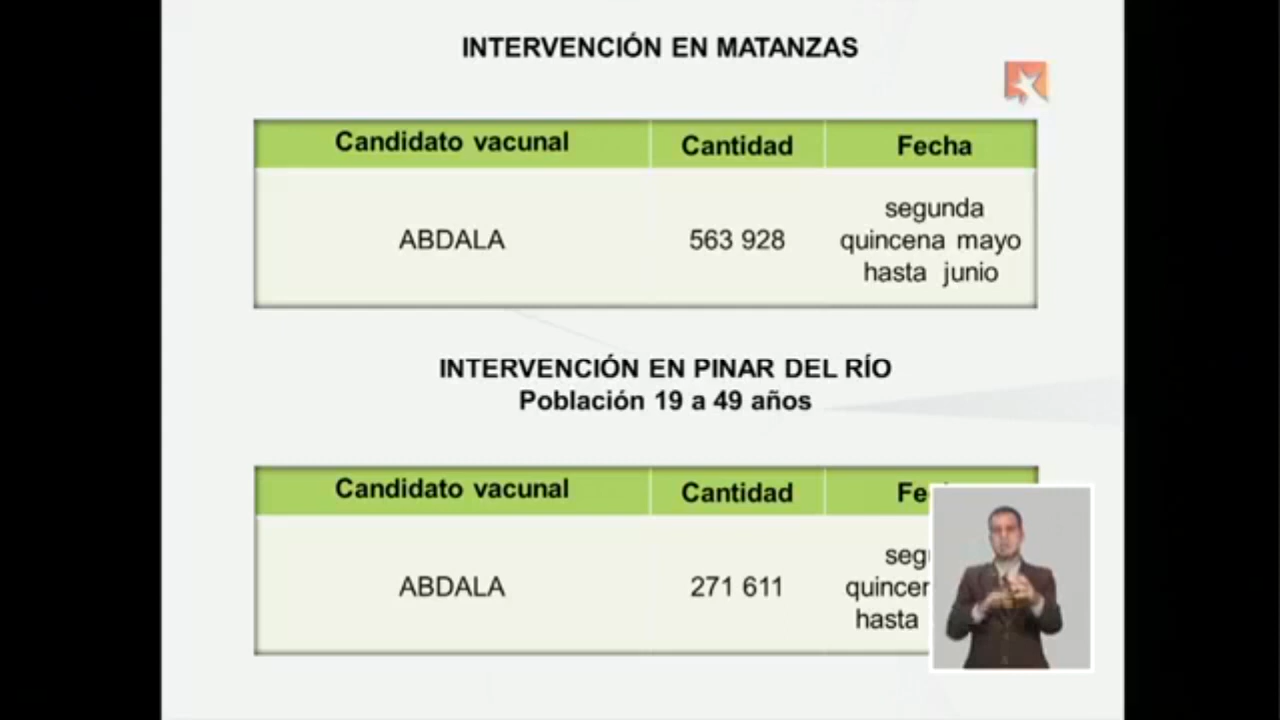 INTERVENCIÓN EN MATANZAS
Candidato vacunal Cantidad Fecha
ABDALA 563 928 segunda
quincena mayo
hasta junio
INTERVENCIÓN EN PINAR DEL RÍO
Población 19 a 49 años
Candidato vacunal Cantidad
ABDALA 271 611
hasta